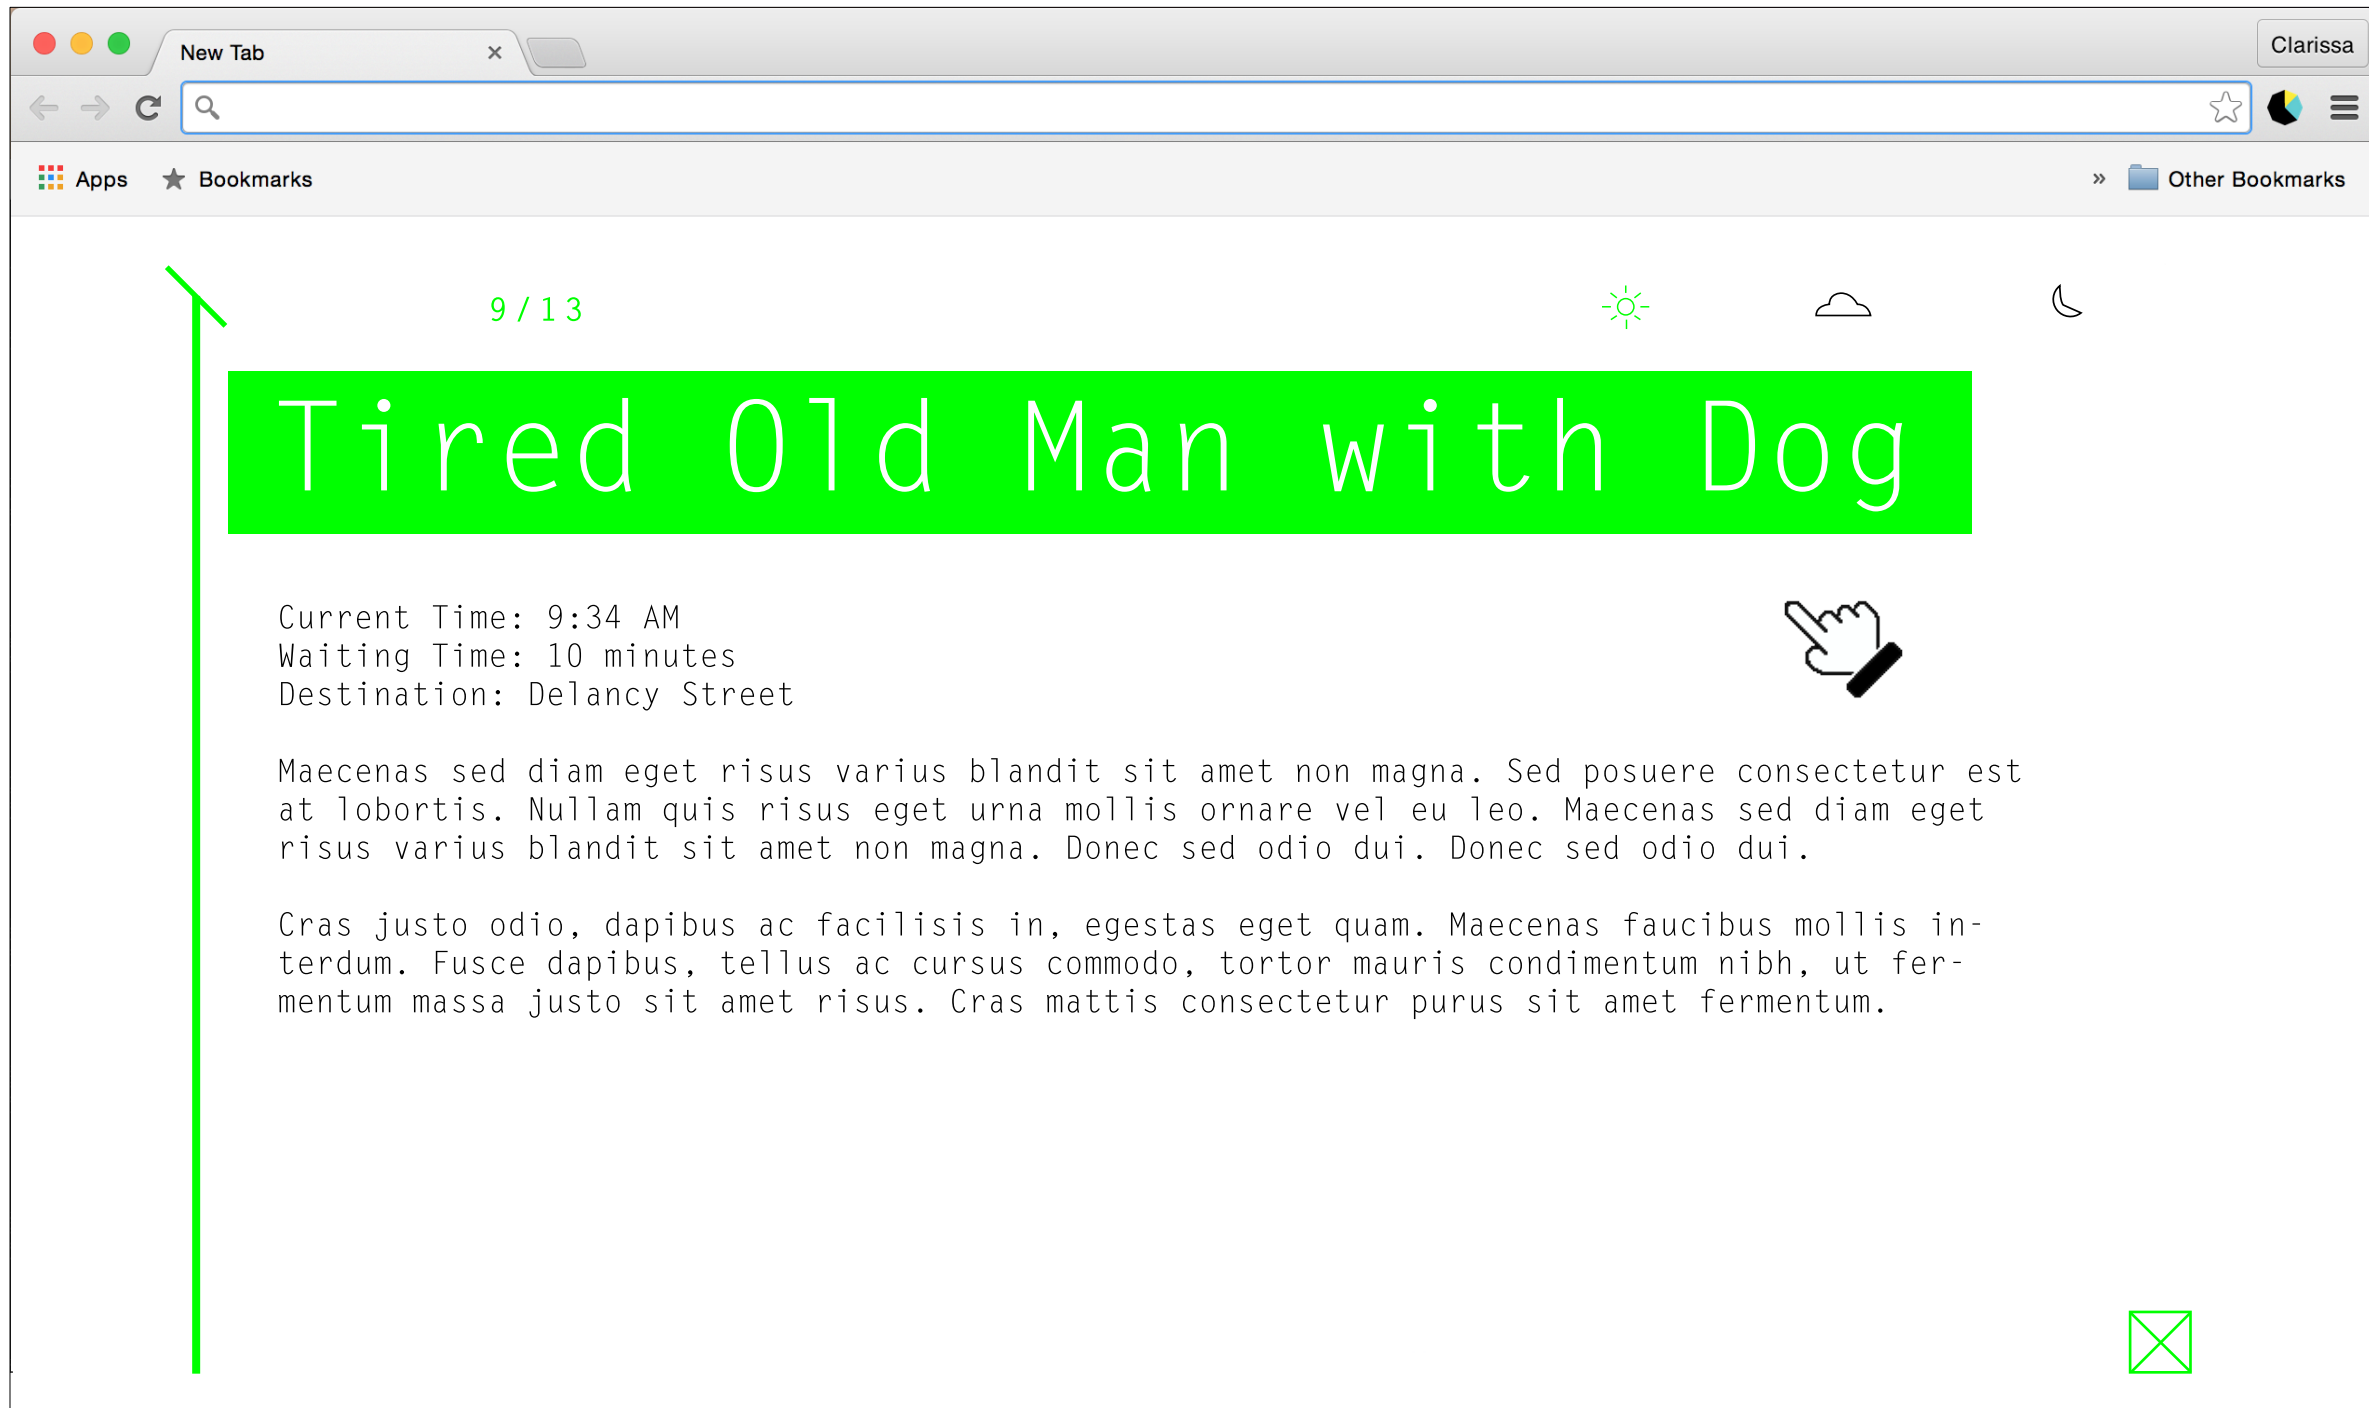 New Tab
Clarissa
Apps
Bookmarks
»
Other Bookmarks
9/13
Tired Old Man with Dog
Current Time: 9:34 AM
Waiting Time: 10 minutes
Destination: Delancy Street
Maecenas sed diam eget risus varius blandit sit amet non magna. Sed posuere consectetur est
at lobortis. Nullam quis risus eget urna mollis ornare vel eu leo. Maecenas sed diam eget
risus varius blandit sit amet non magna. Donec sed odio dui. Donec sed odio dui.
Cras justo odio, dapibus ac facilisis in, egestas eget quam. Maecenas faucibus mollis in-
terdum. Fusce dapibus, tellus ac cursus commodo, tortor mauris condimentum nibh, ut fer-
mentum massa justo sit amet risus. Cras mattis consectetur purus sit amet fermentum.